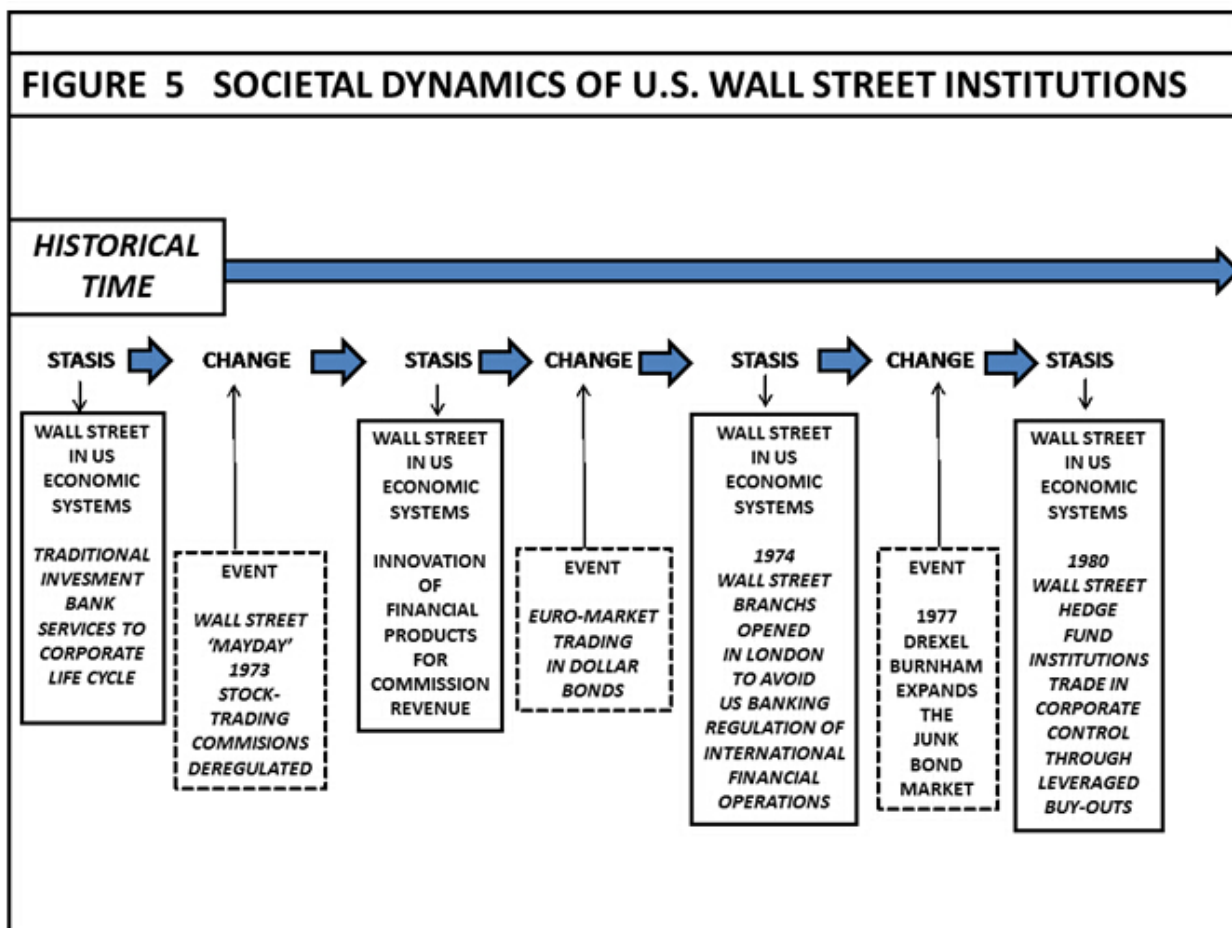 FIGURE 5 SOCIETAL DYNAMICS OF U.S. WALL STREET INSTITUTIONS
HISTORICAL
TIME
STASIS
CHANGE
STASIS
CHANGE
STASIS
CHANGE
STASIS
WALL STREET
IN US
ECONOMIC
SYSTEMS
TRADITIONAL
INVESMENT
BANK
SERVICES TO
CORPORATE
LIFE CYCLE
EVENT
WALL STREET
‘MAYDAY’
1973
STOCK-
TRADING
COMMISIONS
DEREGULATED
WALL STREET
IN US
ECONOMIC
SYSTEMS
INNOVATION
OF
FINANCIAL
PRODUCTS
FOR
COMMISSION
REVENUE
EVENT
EURO-MARKET
TRADING
IN DOLLAR
BONDS
WALL STREET
IN US
ECONOMIC
SYSTEMS
1974
WALL STREET
BRANCHS
OPENED
IN LONDON
TO AVOID
US BANKING
REGULATION OF
INTERNATIONAL
FINANCIAL
OPERATIONS
EVENT
1977
DREXEL
BURNHAM
EXPANDS
THE
JUNK
BOND
MARKET
WALL STREET
IN US
ECONOMIC
SYSTEMS
1980
WALL STREET
HEDGE
FUND
INSTITUTIONS
TRADE IN
CORPORATE
CONTROL
THROUGH
LEVERAGED
BUY-OUTS